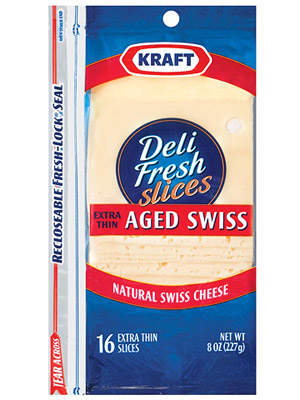 KRAFT
Deli
Fresh
slices
EXTRA
THIN
AGED SWISS
NATURAL SWISS CHEESE
16 EXTRA THIN
SLICES
NET WT
8 OZ (227g)
RECLOSEABLE FRESH-LOCK SEAL
TEAR ACROSS